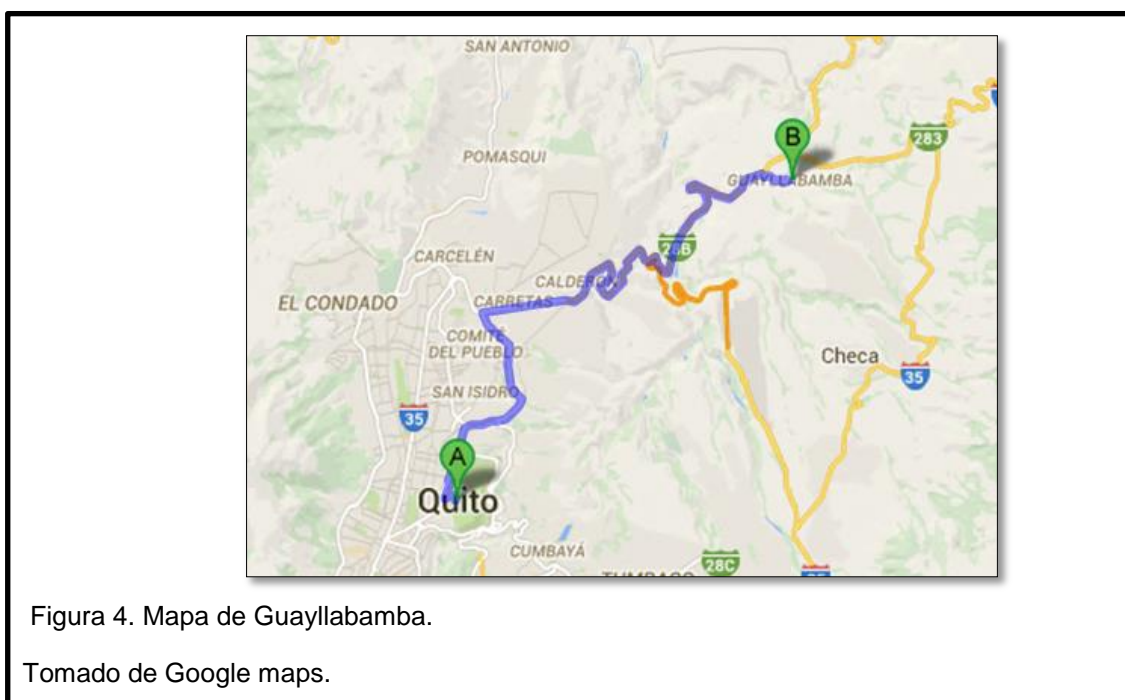 SAN ANTONIO
283
B
POMASQUI
GUAYLLABAMBA
28B
CARCELÉN
CALDERÓN
EL CONDADO
CARRETAS
COMITÉ
DEL PUEBLO
Checa
35
SAN ISIDRO
35
A
Quito
CUMBAYÁ
28C
Figura 4. Mapa de Guayllabamba.
Tomado de Google maps.